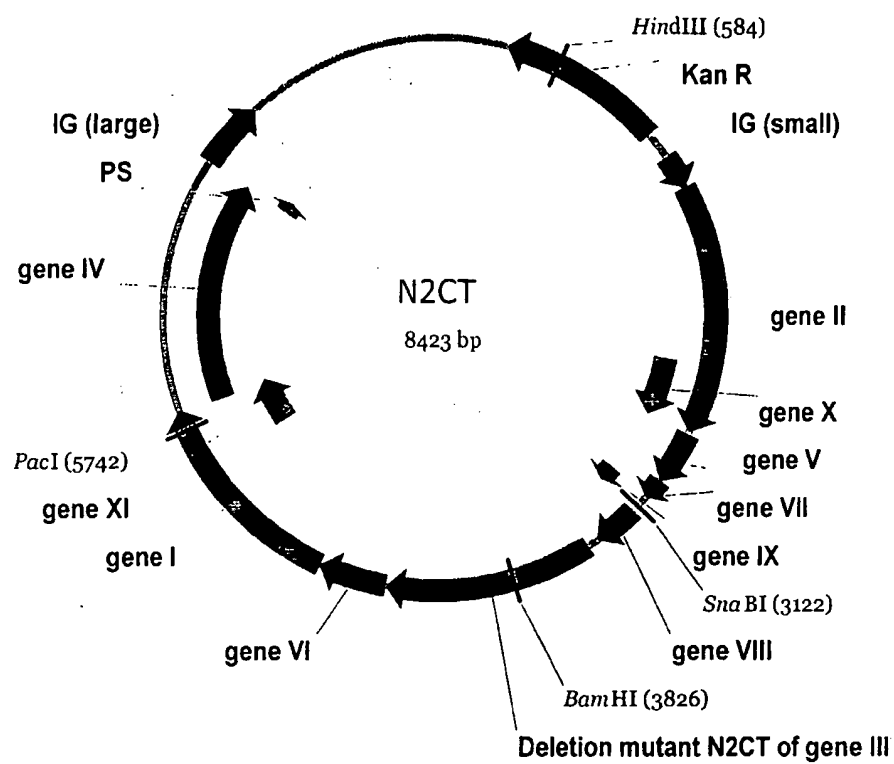 HindIII (584)
Kan R
IG (small)
IG (large)
PS
gene IV
N2CT
8423 bp
gene II
gene X
gene V
gene VII
gene IX
SnaBI (3122)
gene VIII
PacI (5742)
gene XI
gene I
gene VI
BamHI (3826)
Deletion mutant N2CT of gene III